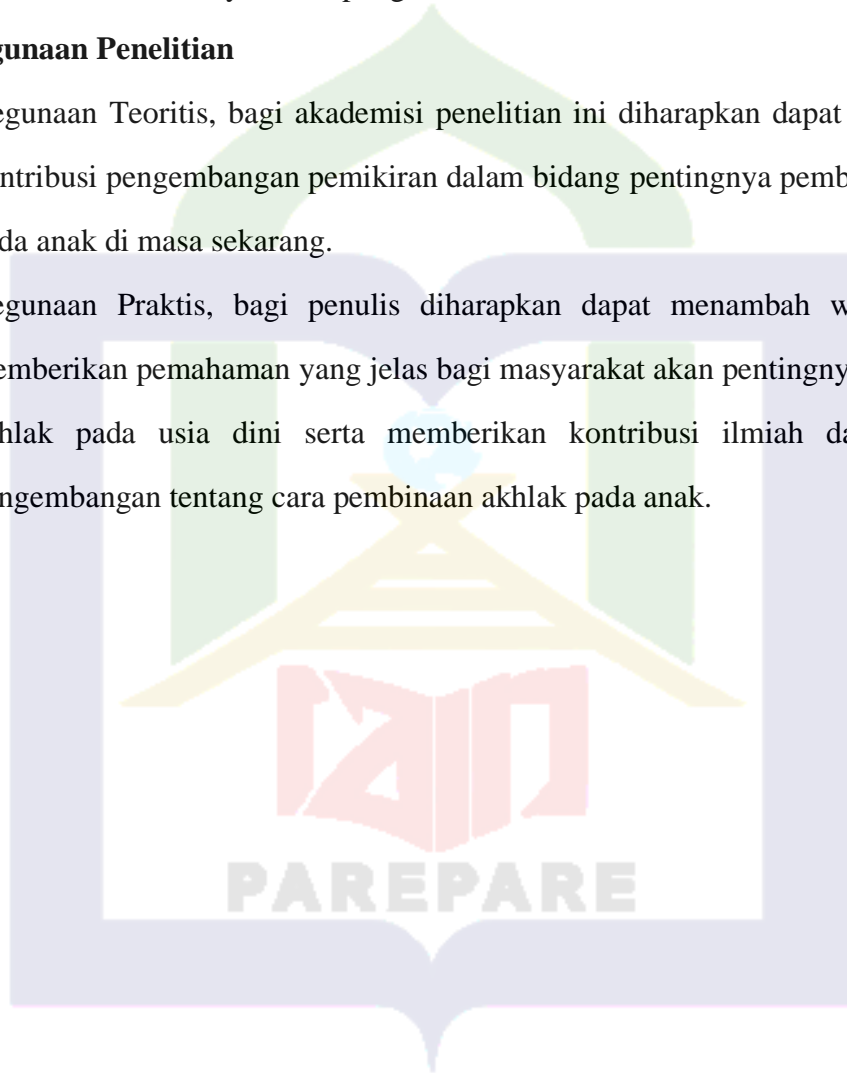 gunaan Penelitian
egunaan Teoritis, bagi akademisi penelitian ini diharapkan dapat
ntribusi pengembangan pemikiran dalam bidang pentingnya pemb
da anak di masa sekarang.
egunaan Praktis, bagi penulis diharapkan dapat menambah w
emberikan pemahaman yang jelas bagi masyarakat akan pentingny
hlak pada usia dini serta memberikan kontribusi ilmiah da
ngembangan tentang cara pembinaan akhlak pada anak.
iain
PAREPARE